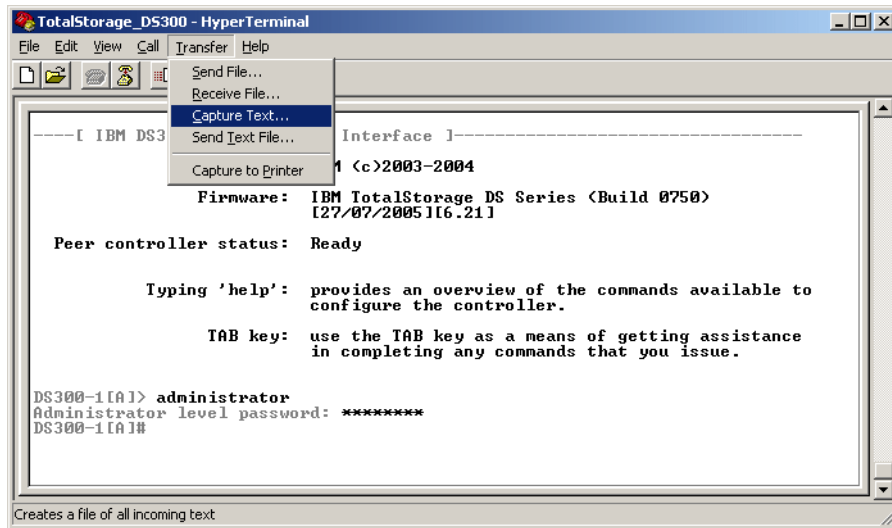 TotalStorage_DS300 - HyperTerminal
File Edit View Call Transfer Help
Send File...
Receive File...
Capture Text...
Send Text File...
Capture to Printer
----[ IBM DS3 Interface ]----------------------------------
(c)2003-2004
Firmware: IBM TotalStorage DS Series (Build 0750)
[27/07/2005][6.21]
Peer controller status: Ready
Typing 'help': provides an overview of the commands available to
configure the controller.
TAB key: use the TAB key as a means of getting assistance
in completing any commands that you issue.
DS300-1[A]> administrator
Administrator level password: ********
DS300-1[A]#
Creates a file of all incoming text